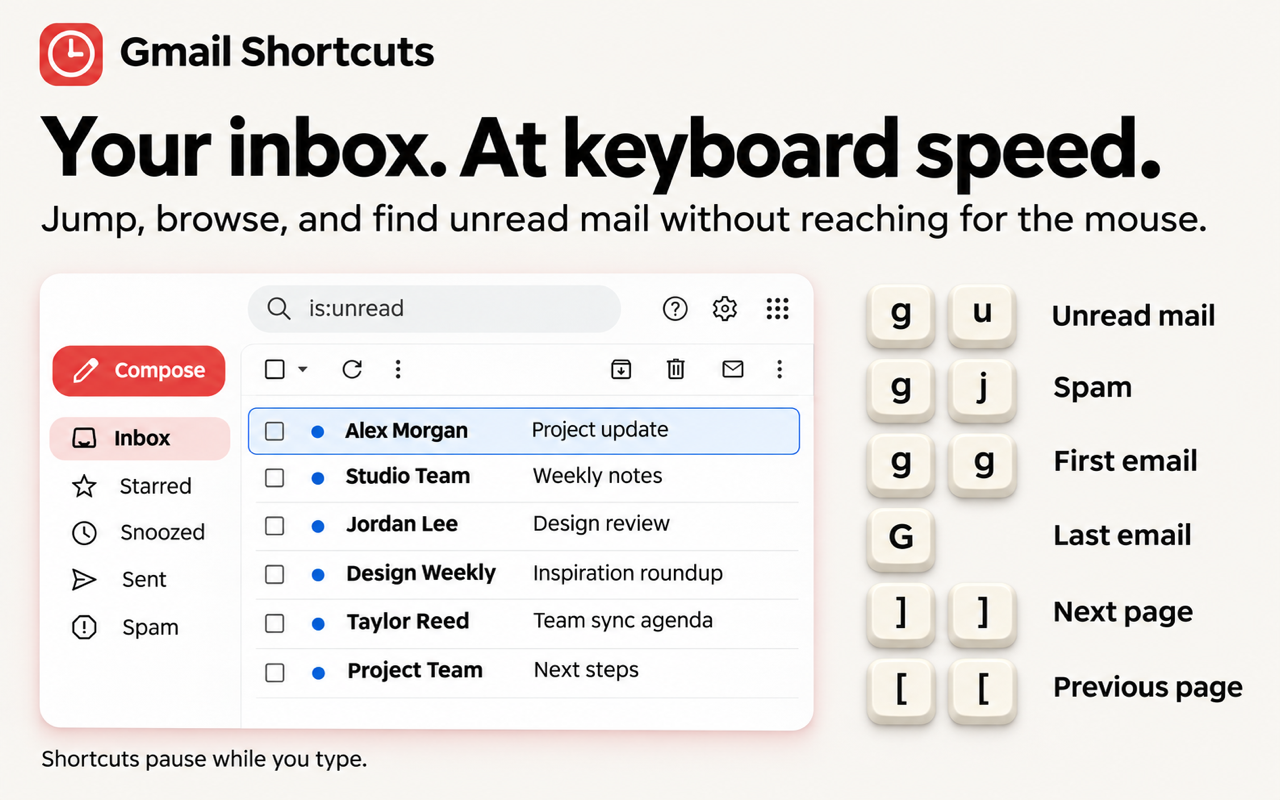 Gmail Shortcuts
Your inbox. At keyboard speed.
Jump, browse, and find unread mail without reaching for the mouse.
is:unread
Compose
Inbox
Starred
Snoozed
Sent
Spam
Alex Morgan Project update
Studio Team Weekly notes
Jordan Lee Design review
Design Weekly Inspiration roundup
Taylor Reed Team sync agenda
Project Team Next steps
g u Unread mail
g j Spam
g g First email
G Last email
] ] Next page
[ [ Previous page
Shortcuts pause while you type.